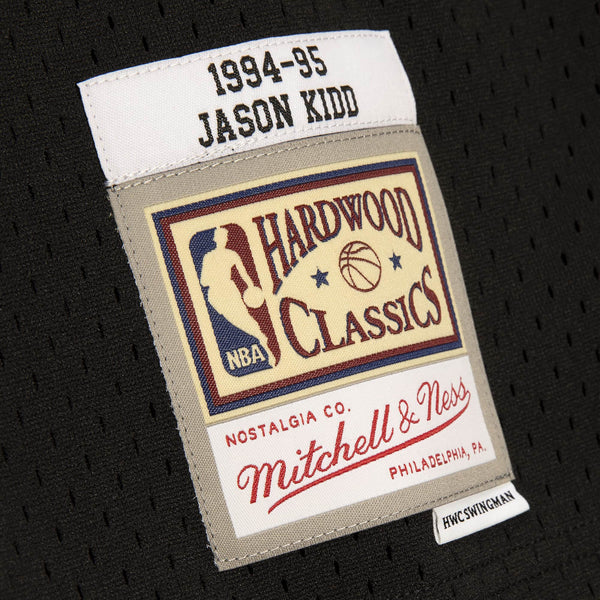 1994-95
JASON KIDD
HARDWOOD
CLASSICS
NBA
NOSTALGIA CO.
Mitchell & Ness
PHILADELPHIA, PA.
HWC SWINGMAN